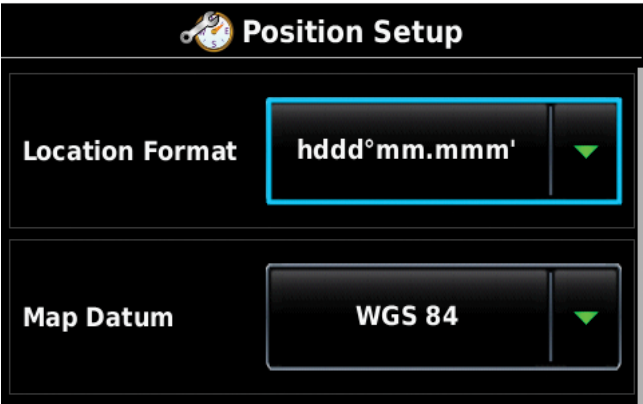 Position Setup
Location Format
hddd°mm.mmm'
Map Datum
WGS 84